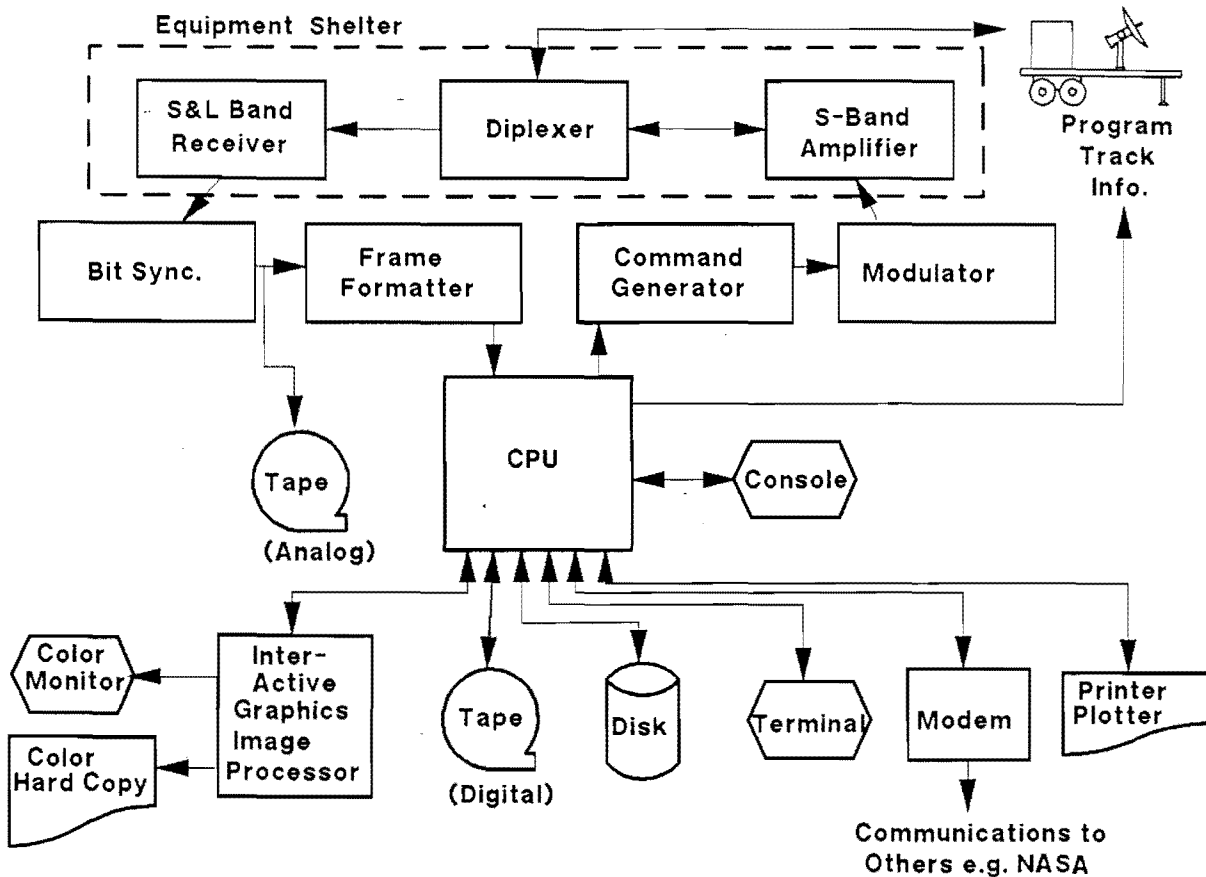 Equipment Shelter
S&L Band
Receiver
Diplexer
S-Band
Amplifier
Program
Track
Info.
Bit Sync.
Frame
Formatter
Command
Generator
Modulator
CPU
Tape
(Analog)
Console
Color
Monitor
Inter-
Active
Graphics
Image
Processor
Color
Hard Copy
Tape
(Digital)
Disk
Terminal
Modem
Printer
Plotter
Communications to
Others e.g. NASA